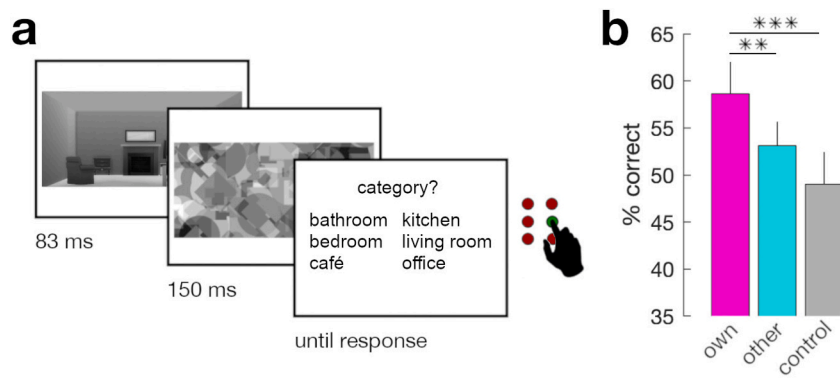 a
83 ms
150 ms
category?
bathroom kitchen
bedroom living room
café office
until response
b
***
**
% correct
60
55
50
45
40
35
own
other
control